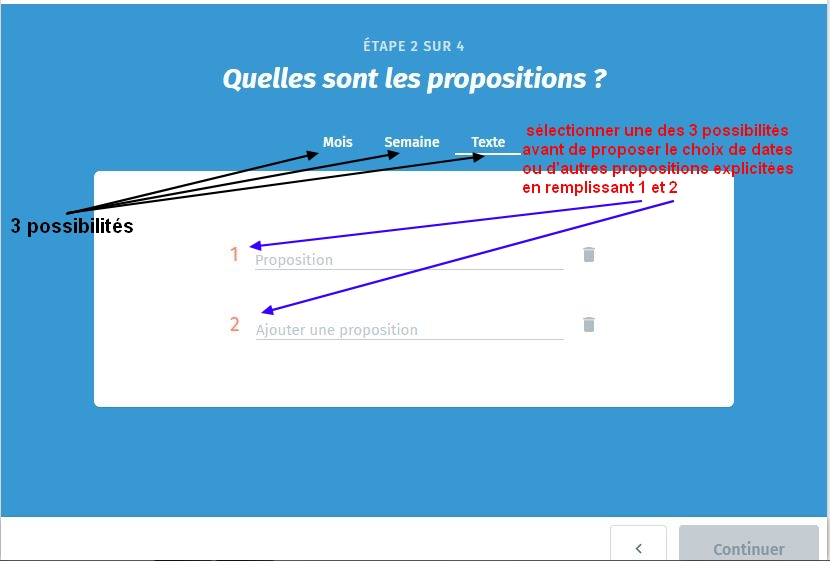 ÉTAPE 2 SUR 4
Quelles sont les propositions ?
Mois Semaine Texte
sélectionner une des 3 possibilités
avant de proposer le choix de dates
ou d'autres propositions explicitées
en remplissant 1 et 2
3 possibilités
1 Proposition
2 Ajouter une proposition
< Continuer